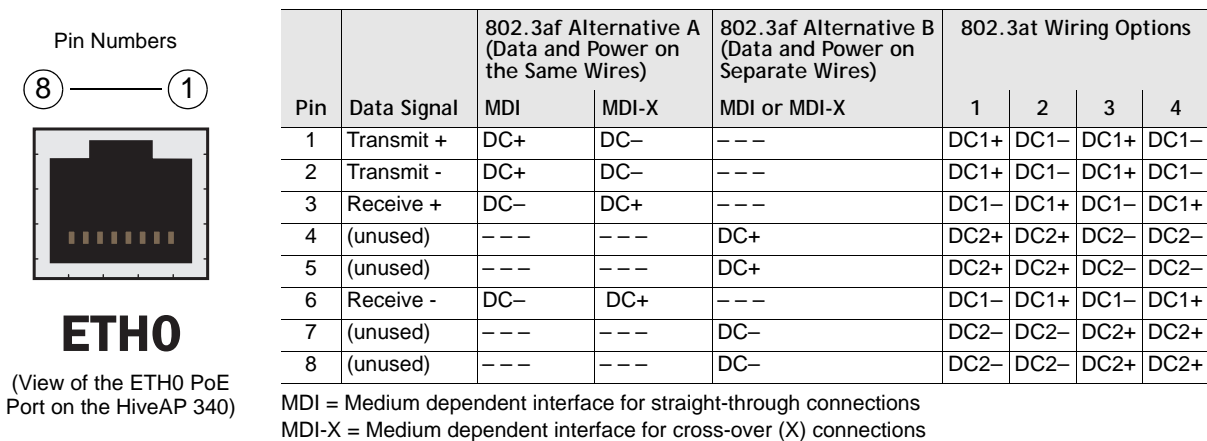 Pin Numbers
8 1
ETH0
(View of the ETH0 PoE
Port on the HiveAP 340)
802.3af Alternative A (Data and Power on the Same Wires) 802.3af Alternative B (Data and Power on Separate Wires) 802.3at Wiring Options
Pin Data Signal MDI MDI-X MDI or MDI-X 1 2 3 4
1 Transmit + DC+ DC– – – – DC1+ DC1– DC1+ DC1–
2 Transmit - DC+ DC– – – – DC1+ DC1– DC1+ DC1–
3 Receive + DC– DC+ – – – DC1– DC1+ DC1– DC1+
4 (unused) – – – – – – DC+ DC2+ DC2+ DC2– DC2–
5 (unused) – – – – – – DC+ DC2+ DC2+ DC2– DC2–
6 Receive - DC– DC+ – – – DC1– DC1+ DC1– DC1+
7 (unused) – – – – – – DC– DC2– DC2– DC2+ DC2+
8 (unused) – – – – – – DC– DC2– DC2– DC2+ DC2+
MDI = Medium dependent interface for straight-through connections
MDI-X = Medium dependent interface for cross-over (X) connections